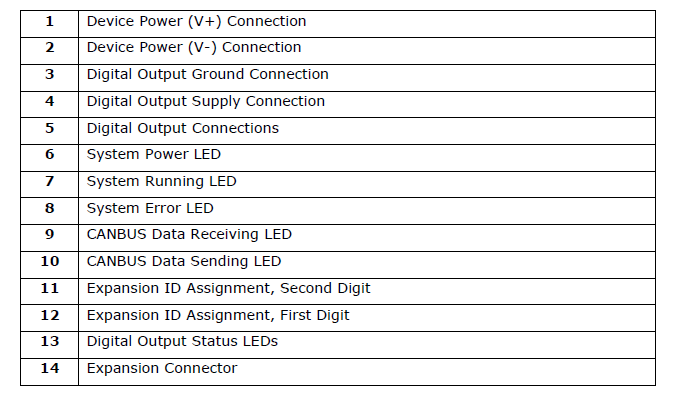 1 Device Power (V+) Connection
2 Device Power (V-) Connection
3 Digital Output Ground Connection
4 Digital Output Supply Connection
5 Digital Output Connections
6 System Power LED
7 System Running LED
8 System Error LED
9 CANBUS Data Receiving LED
10 CANBUS Data Sending LED
11 Expansion ID Assignment, Second Digit
12 Expansion ID Assignment, First Digit
13 Digital Output Status LEDs
14 Expansion Connector